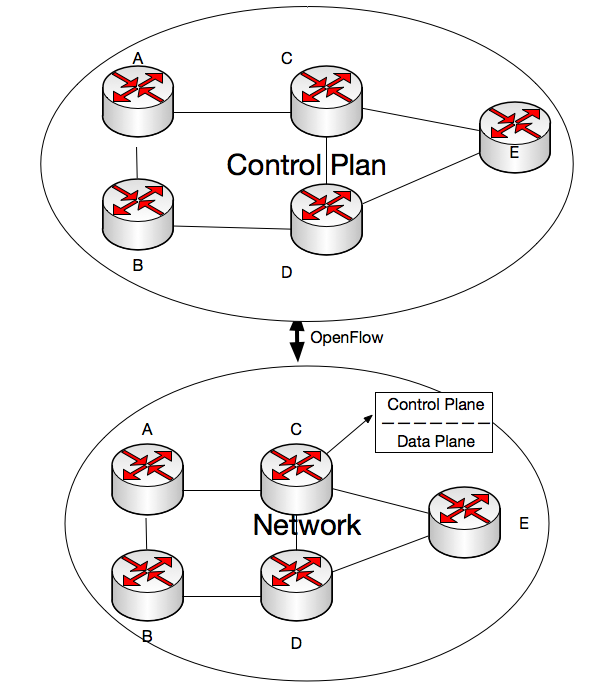 A
C
E
Control Plan
B
D
OpenFlow
Control Plane
Data Plane
A
C
Network
E
B
D